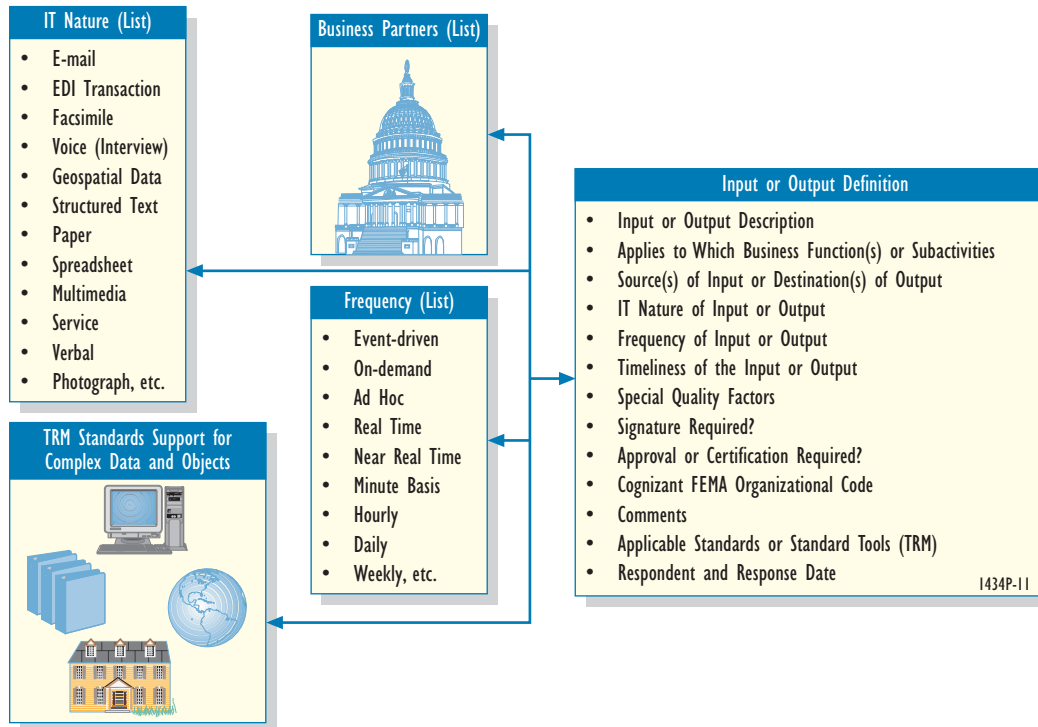 IT Nature (List)
• E-mail
• EDI Transaction
• Facsimile
• Voice (Interview)
• Geospatial Data
• Structured Text
• Paper
• Spreadsheet
• Multimedia
• Service
• Verbal
• Photograph, etc.
Business Partners (List)
Frequency (List)
• Event-driven
• On-demand
• Ad Hoc
• Real Time
• Near Real Time
• Minute Basis
• Hourly
• Daily
• Weekly, etc.
TRM Standards Support for
Complex Data and Objects
Input or Output Definition
• Input or Output Description
• Applies to Which Business Function(s) or Subactivities
• Source(s) of Input or Destination(s) of Output
• IT Nature of Input or Output
• Frequency of Input or Output
• Timeliness of the Input or Output
• Special Quality Factors
• Signature Required?
• Approval or Certification Required?
• Cognizant FEMA Organizational Code
• Comments
• Applicable Standards or Standard Tools (TRM)
• Respondent and Response Date
1434P-11